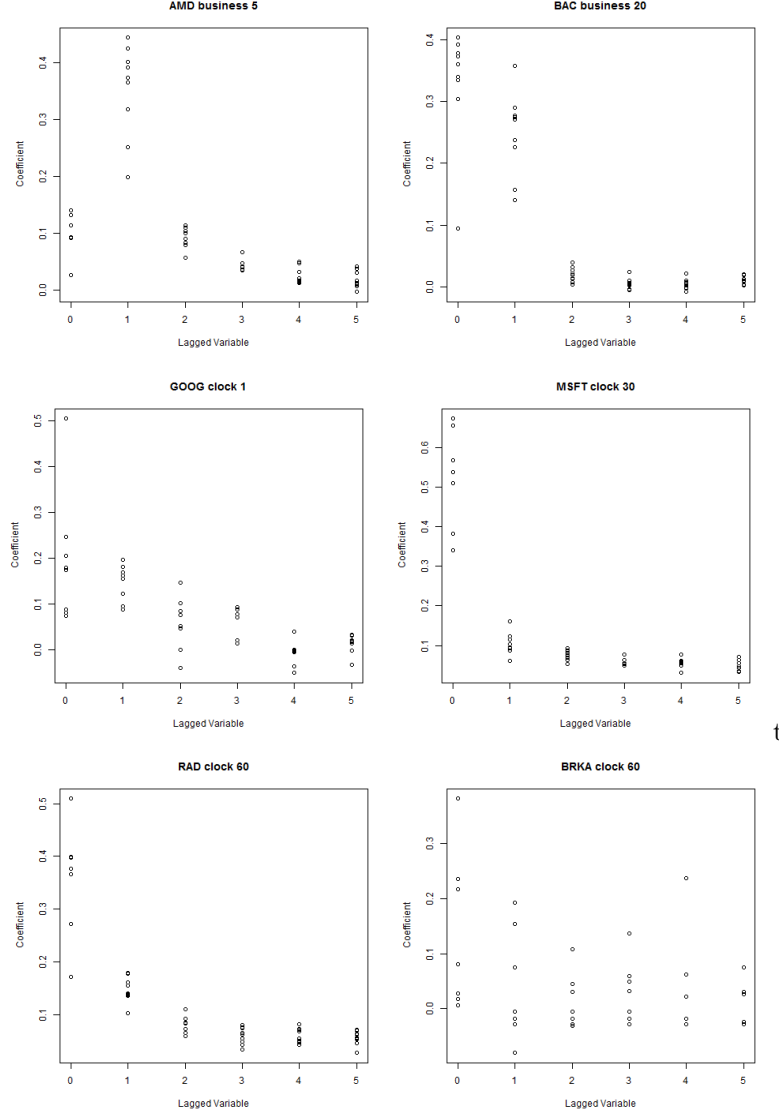 AMD business 5
BAC business 20
Coefficient
0.0 0.1 0.2 0.3 0.4
0 1 2 3 4 5
Lagged Variable
Coefficient
0.0 0.1 0.2 0.3 0.4
0 1 2 3 4 5
Lagged Variable
GOOG clock 1
MSFT clock 30
Coefficient
0.0 0.1 0.2 0.3 0.4 0.5
0 1 2 3 4 5
Lagged Variable
Coefficient
0.1 0.2 0.3 0.4 0.5 0.6
0 1 2 3 4 5
Lagged Variable
t
RAD clock 60
BRKA clock 60
Coefficient
0.1 0.2 0.3 0.4 0.5
0 1 2 3 4 5
Lagged Variable
Coefficient
0.0 0.1 0.2 0.3
0 1 2 3 4 5
Lagged Variable